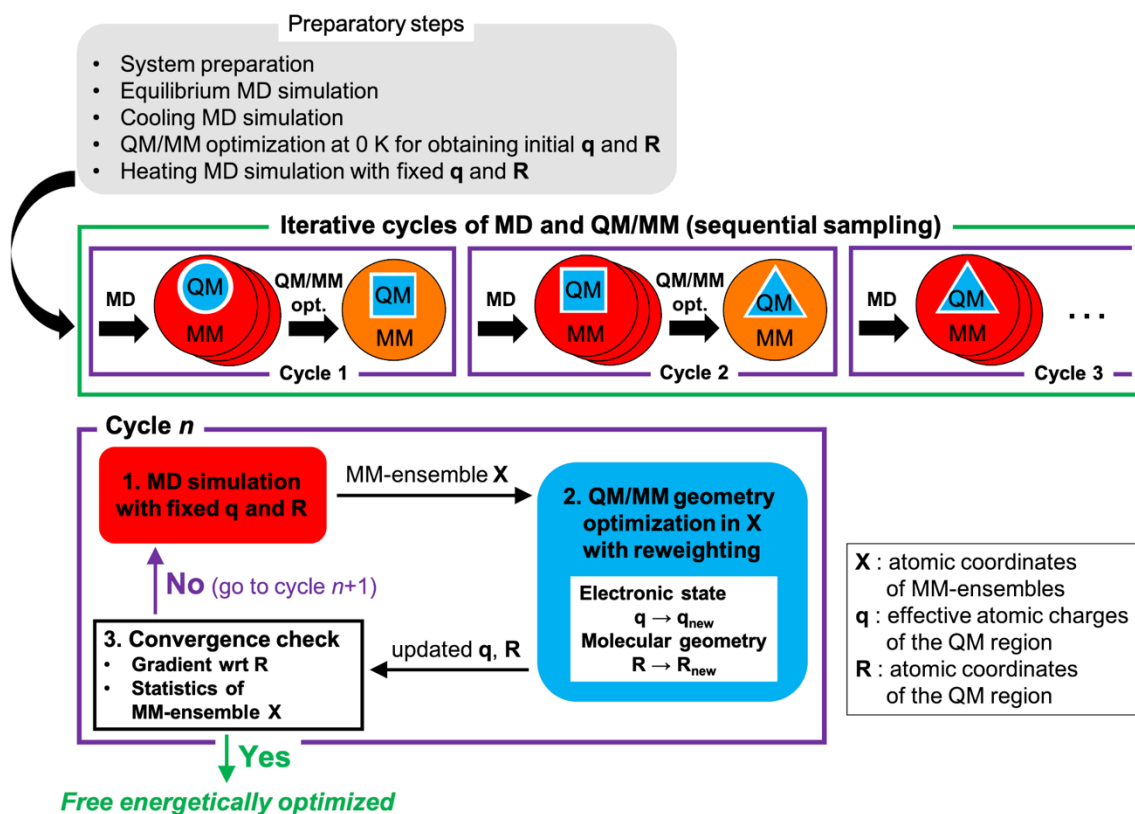 Preparatory steps
• System preparation
• Equilibrium MD simulation
• Cooling MD simulation
• QM/MM optimization at 0 K for obtaining initial q and R
• Heating MD simulation with fixed q and R
Iterative cycles of MD and QM/MM (sequential sampling)
MD
QM
MM
QM/MM
opt.
QM
MM
Cycle 1
MD
QM
MM
QM/MM
opt.
QM
MM
Cycle 2
MD
QM
MM
...
Cycle 3
Cycle n
1. MD simulation
with fixed q and R
MM-ensemble X
2. QM/MM geometry
optimization in X
with reweighting
Electronic state
q → qnew
Molecular geometry
R → Rnew
updated q, R
3. Convergence check
• Gradient wrt R
• Statistics of
MM-ensemble X
No (go to cycle n+1)
Yes
Free energetically optimized
X : atomic coordinates
of MM-ensembles
q : effective atomic charges
of the QM region
R : atomic coordinates
of the QM region